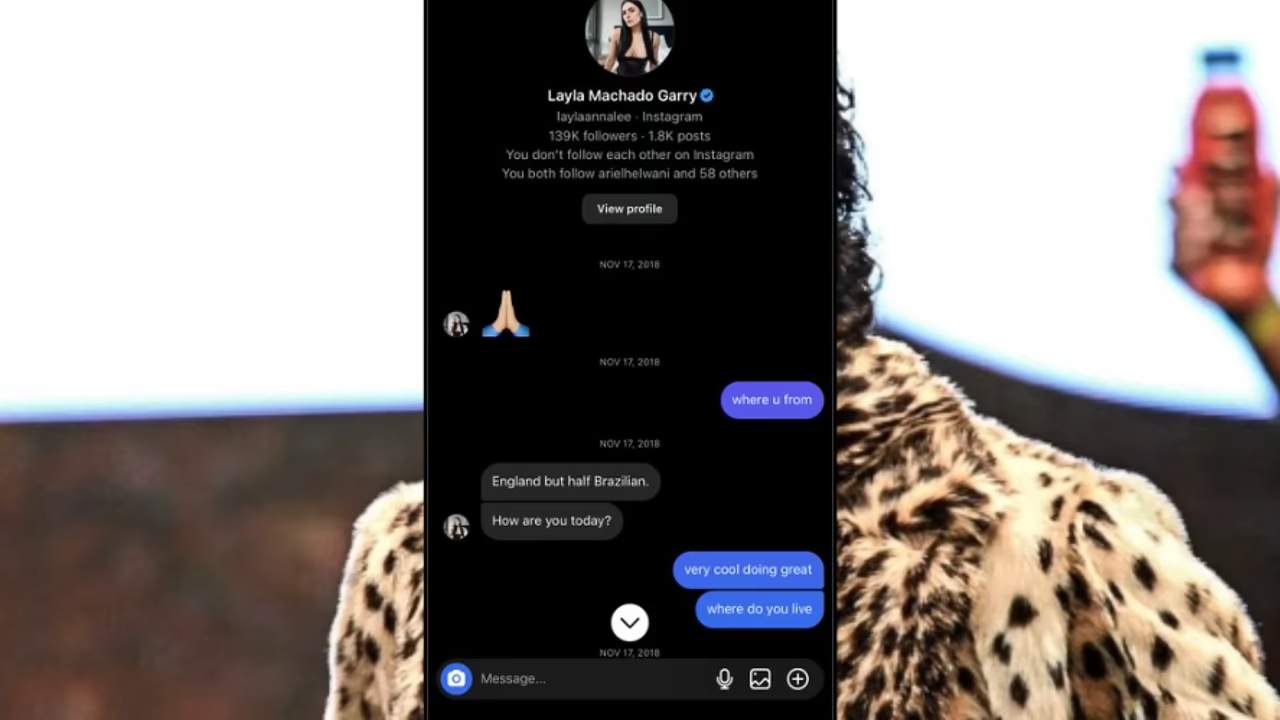 Layla Machado Garry
laylaannalee · Instagram
139K followers · 1.8K posts
You don't follow each other on Instagram
You both follow arielhelwani and 58 others
View profile
NOV 17, 2018
NOV 17, 2018
where u from
NOV 17, 2018
England but half Brazilian.
How are you today?
very cool doing great
where do you live
NOV 17, 2018
Message...